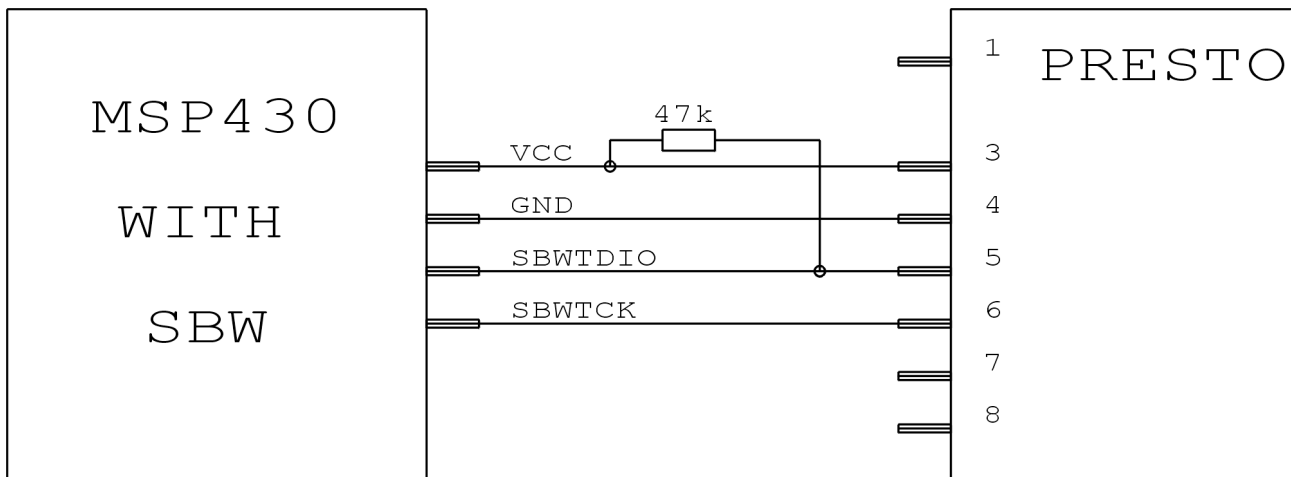 MSP430
WITH
SBW
47k
VCC
GND
SBWTDIO
SBWTCK
PRESTO
1
3
4
5
6
7
8